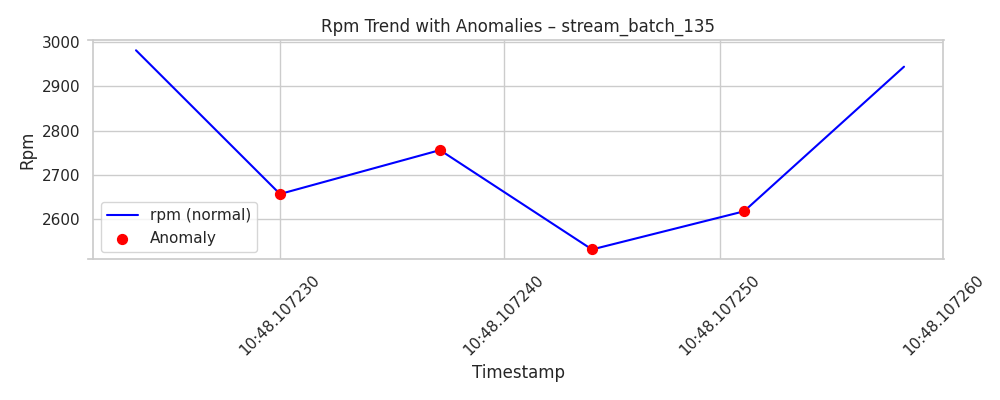 Rpm Trend with Anomalies – stream_batch_135
Rpm
3000
2900
2800
2700
2600
rpm (normal)
Anomaly
10:48.107230
10:48.107240
10:48.107250
10:48.107260
Timestamp